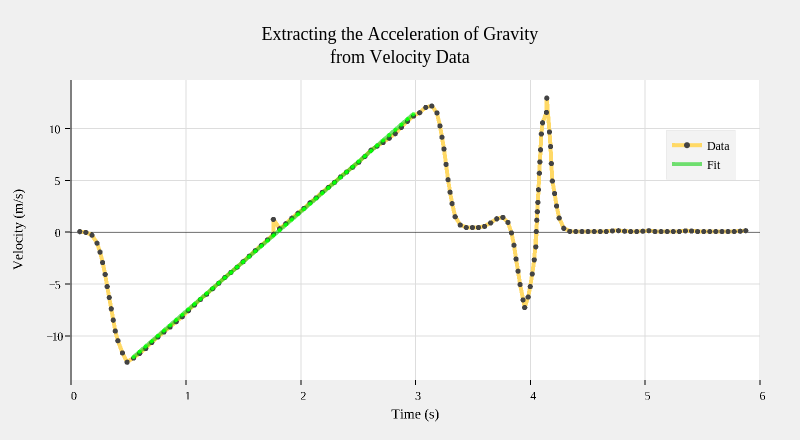 Extracting the Acceleration of Gravity
from Velocity Data
Velocity (m/s)
10
5
0
−5
−10
Data
Fit
0 1 2 3 4 5 6
Time (s)